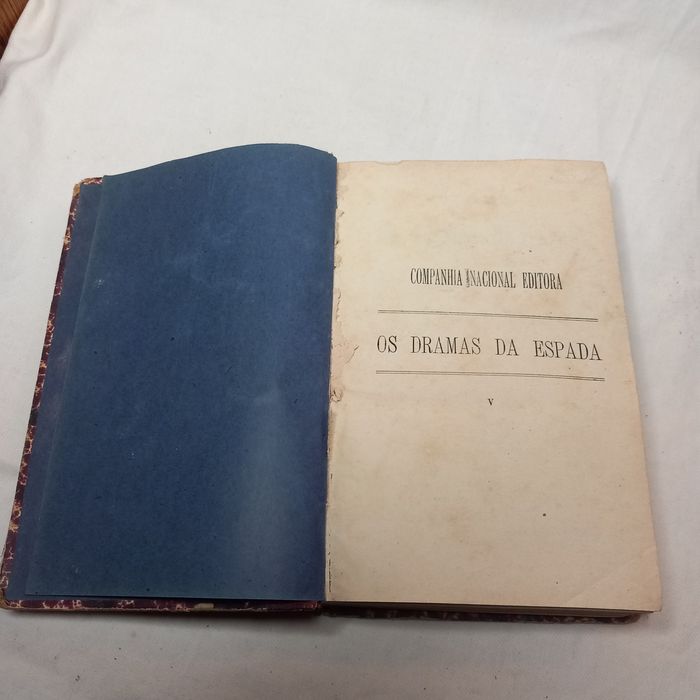 COMPANHIA NACIONAL EDITORA
OS DRAMAS DA ESPADA
V